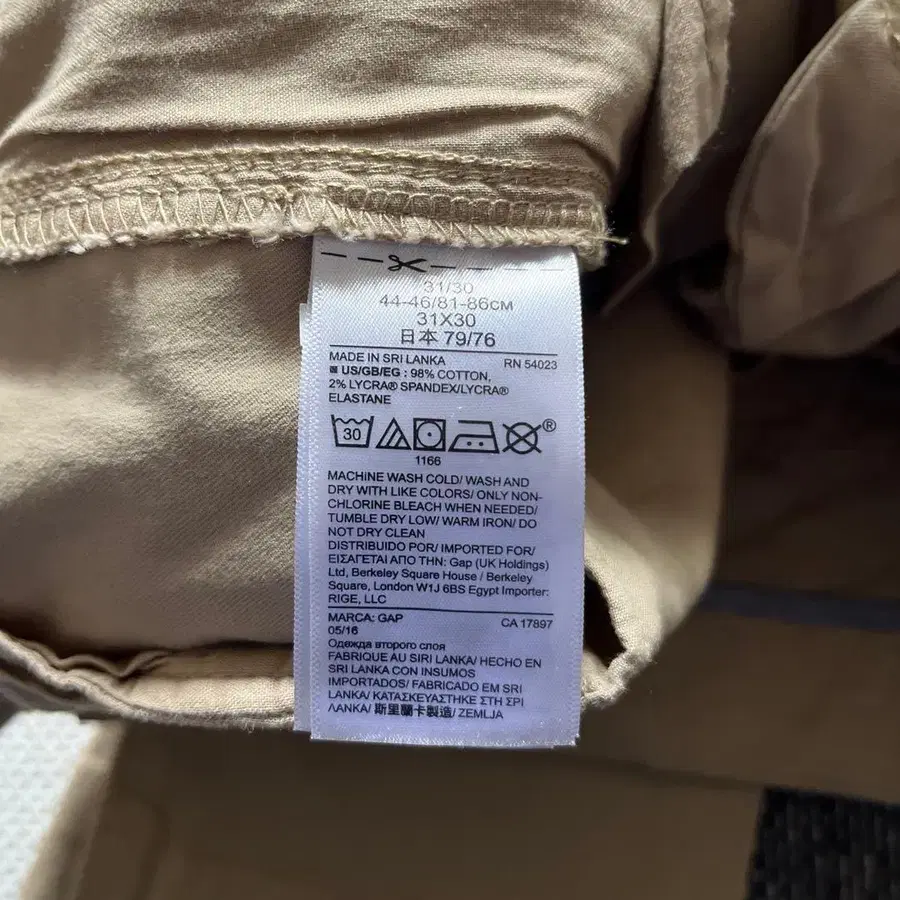 31/30
44-46/81-86CM
31X30
日本 79/76
MADE IN SRI LANKA RN 54023
US/GB/EG : 98% COTTON,
2% LYCRA® SPANDEX/LYCRA®
ELASTANE
30 ®
1166
MACHINE WASH COLD/ WASH AND
DRY WITH LIKE COLORS/ ONLY NON-
CHLORINE BLEACH WHEN NEEDED/
TUMBLE DRY LOW/ WARM IRON/ DO
NOT DRY CLEAN
DISTRIBUIDO POR/ IMPORTED FOR/
ΕΙΣΑΓΕΤΑΙ ΑΠΟ ΤΗΝ: Gap (UK Holdings)
Ltd, Berkeley Square House / Berkeley
Square, London W1J 6BS Egypt Importer:
RIGE, LLC
MARCA: GAP CA 17897
05/16
Одежда второго слоя
FABRIQUE AU SIRI LANKA/ HECHO EN
SRI LANKA CON INSUMOS
IMPORTADOS/ FABRICADO EM SRI
LANKA/ ΚΑΤΑΣΚΕΥΑΣΤΗΚΕ ΣΤΗ ΣΡΙ
ΛΑΝΚΑ/ 斯里蘭卡製造/ ZEMLJA